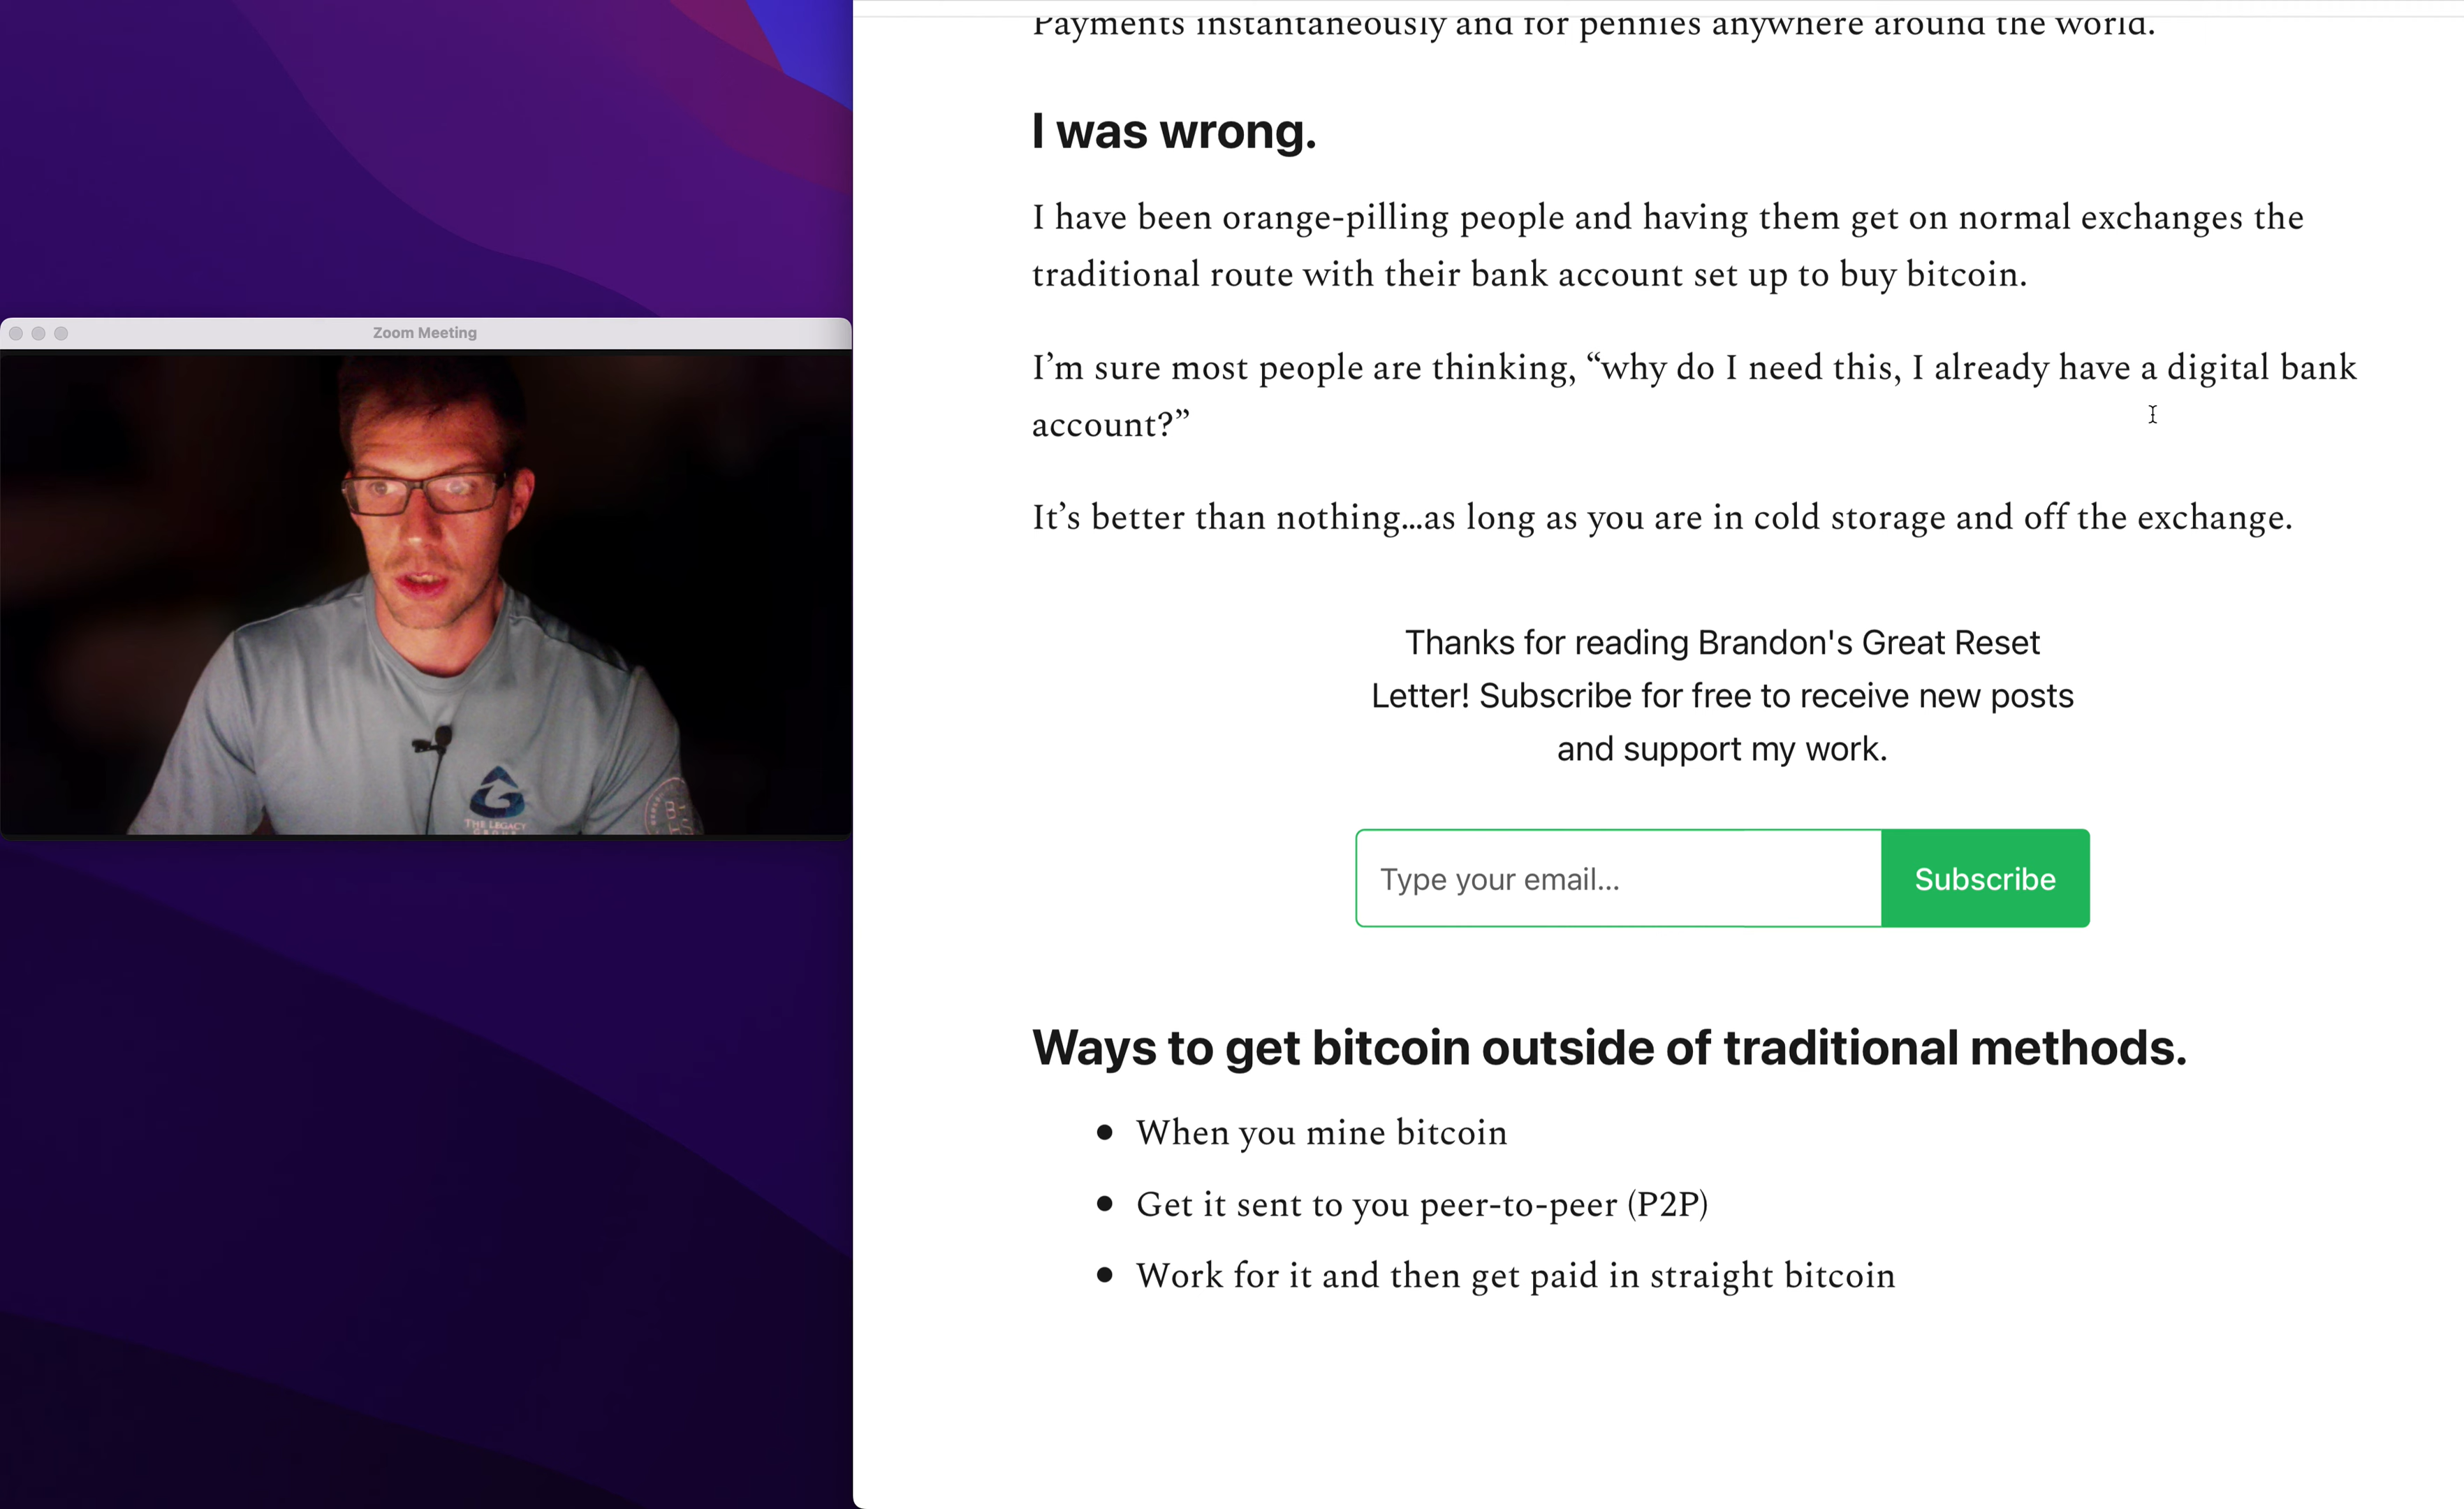 Payments instantaneously and for pennies anywhere around the world.
I was wrong.
I have been orange-pilling people and having them get on normal exchanges the
traditional route with their bank account set up to buy bitcoin.
Zoom Meeting
I’m sure most people are thinking, “why do I need this, I already have a digital bank
account?”
It’s better than nothing…as long as you are in cold storage and off the exchange.
Thanks for reading Brandon's Great Reset
Letter! Subscribe for free to receive new posts
and support my work.
THE LEGACY
GROUP
Type your email...
Subscribe
Ways to get bitcoin outside of traditional methods.
● When you mine bitcoin
● Get it sent to you peer-to-peer (P2P)
● Work for it and then get paid in straight bitcoin